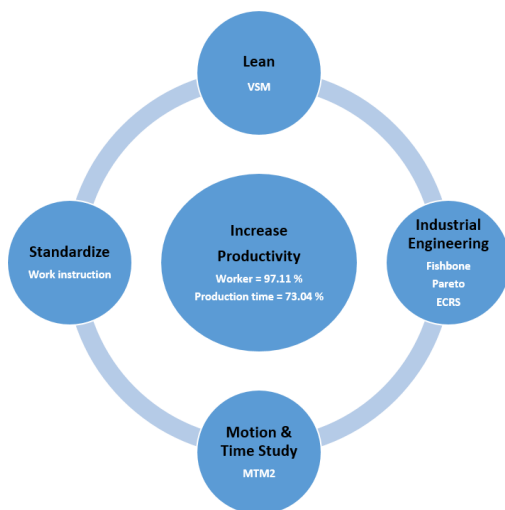 Lean
VSM
Increase
Productivity
Worker = 97.11 %
Production time = 73.04 %
Industrial
Engineering
Fishbone
Pareto
ECRS
Standardize
Work instruction
Motion &
Time Study
MTM2